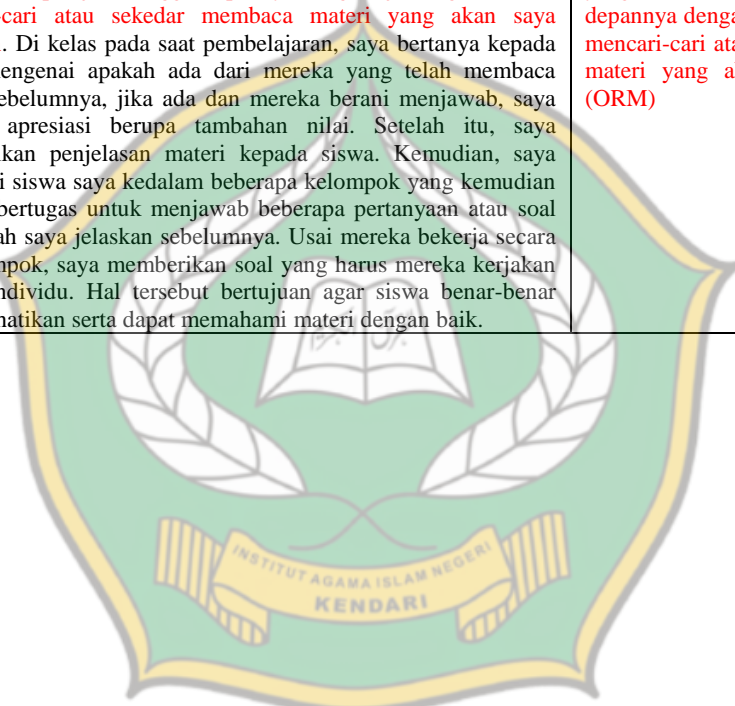 -cari atau sekedar membaca materi yang akan saya
. Di kelas pada saat pembelajaran, saya bertanya kepada
mengenai apakah ada dari mereka yang telah membaca
sebelumnya, jika ada dan mereka berani menjawab, saya
apresiasi berupa tambahan nilai. Setelah itu, saya
kan penjelasan materi kepada siswa. Kemudian, saya
i siswa saya kedalam beberapa kelompok yang kemudian
bertugas untuk menjawab beberapa pertanyaan atau soal
ah saya jelaskan sebelumnya. Usai mereka bekerja secara
mpok, saya memberikan soal yang harus mereka kerjakan
ndividu. Hal tersebut bertujuan agar siswa benar-benar
natikan serta dapat memahami materi dengan baik.
depannya denga
mencari-cari ata
materi yang a
(ORM)
INSTITUT AGAMA ISLAM NEGERI
KENDARI